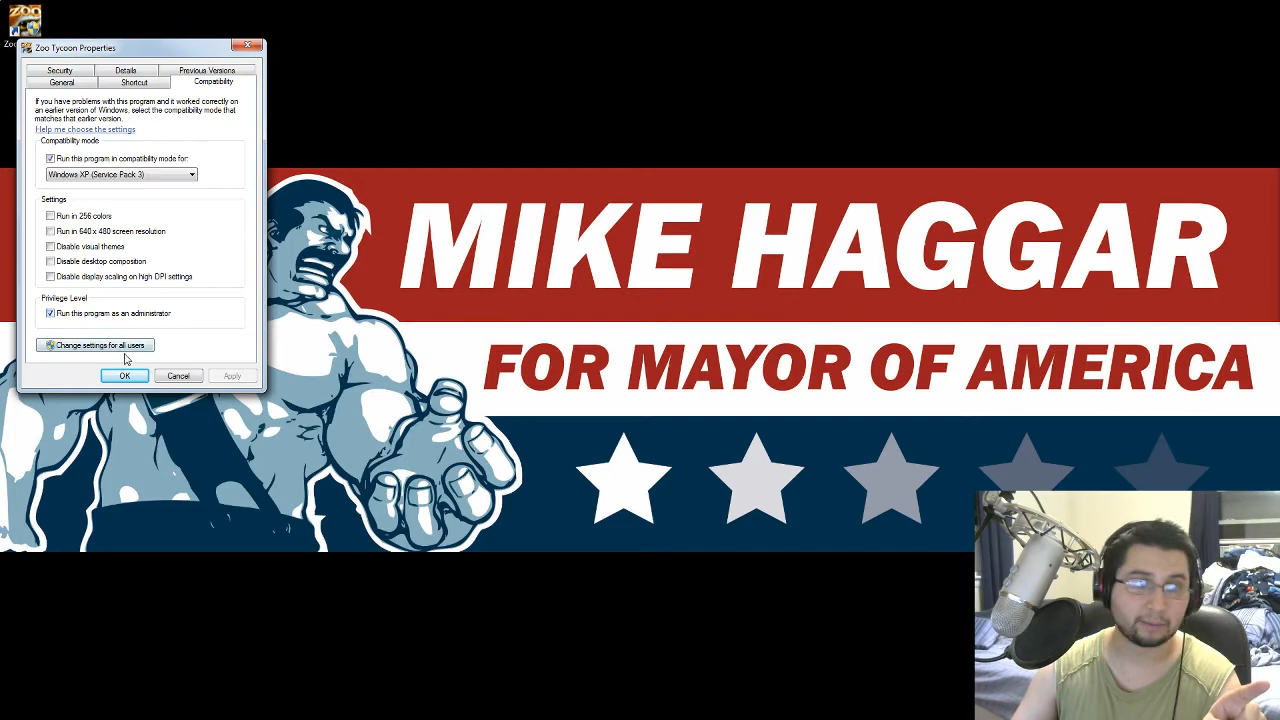 ZOO
Zoo
Zoo Tycoon Properties
Security
Details
Previous Versions
General
Shortcut
Compatibility
If you have problems with this program and it worked correctly on
an earlier version of Windows, select the compatibility mode that
matches that earlier version.
Help me choose the settings
Compatibility mode
Run this program in compatibility mode for:
Windows XP (Service Pack 3)
Settings
Run in 256 colors
Run in 640 x 480 screen resolution
Disable visual themes
Disable desktop composition
Disable display scaling on high DPI settings
Privilege Level
Run this program as an administrator
Change settings for all users
OK
Cancel
Apply
MIKE HAGGAR
FOR MAYOR OF AMERICA